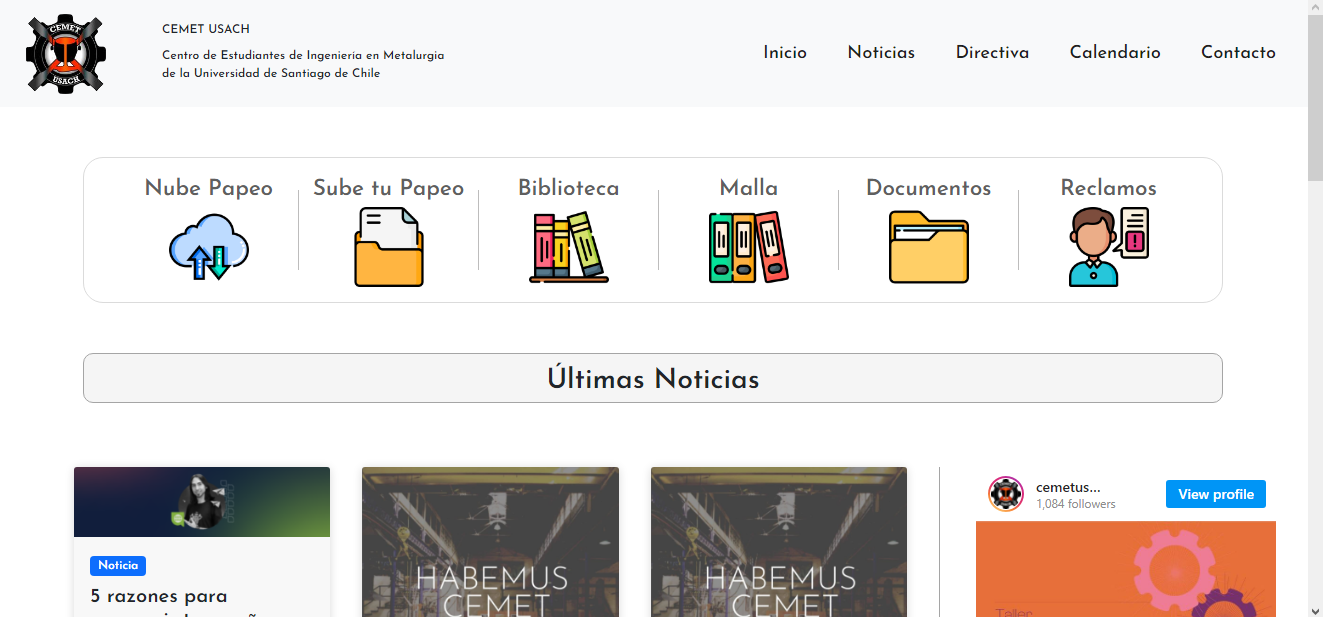 CEMET
USACH
CEMET USACH
Centro de Estudiantes de Ingeniería en Metalurgia
de la Universidad de Santiago de Chile
Inicio
Noticias
Directiva
Calendario
Contacto
Nube Papeo
Sube tu Papeo
Biblioteca
Malla
Documentos
Reclamos
Últimas Noticias
Noticia
5 razones para
HABEMUS
CEMET
HABEMUS
CEMET
cemetus...
1,084 followers
View profile
Taller